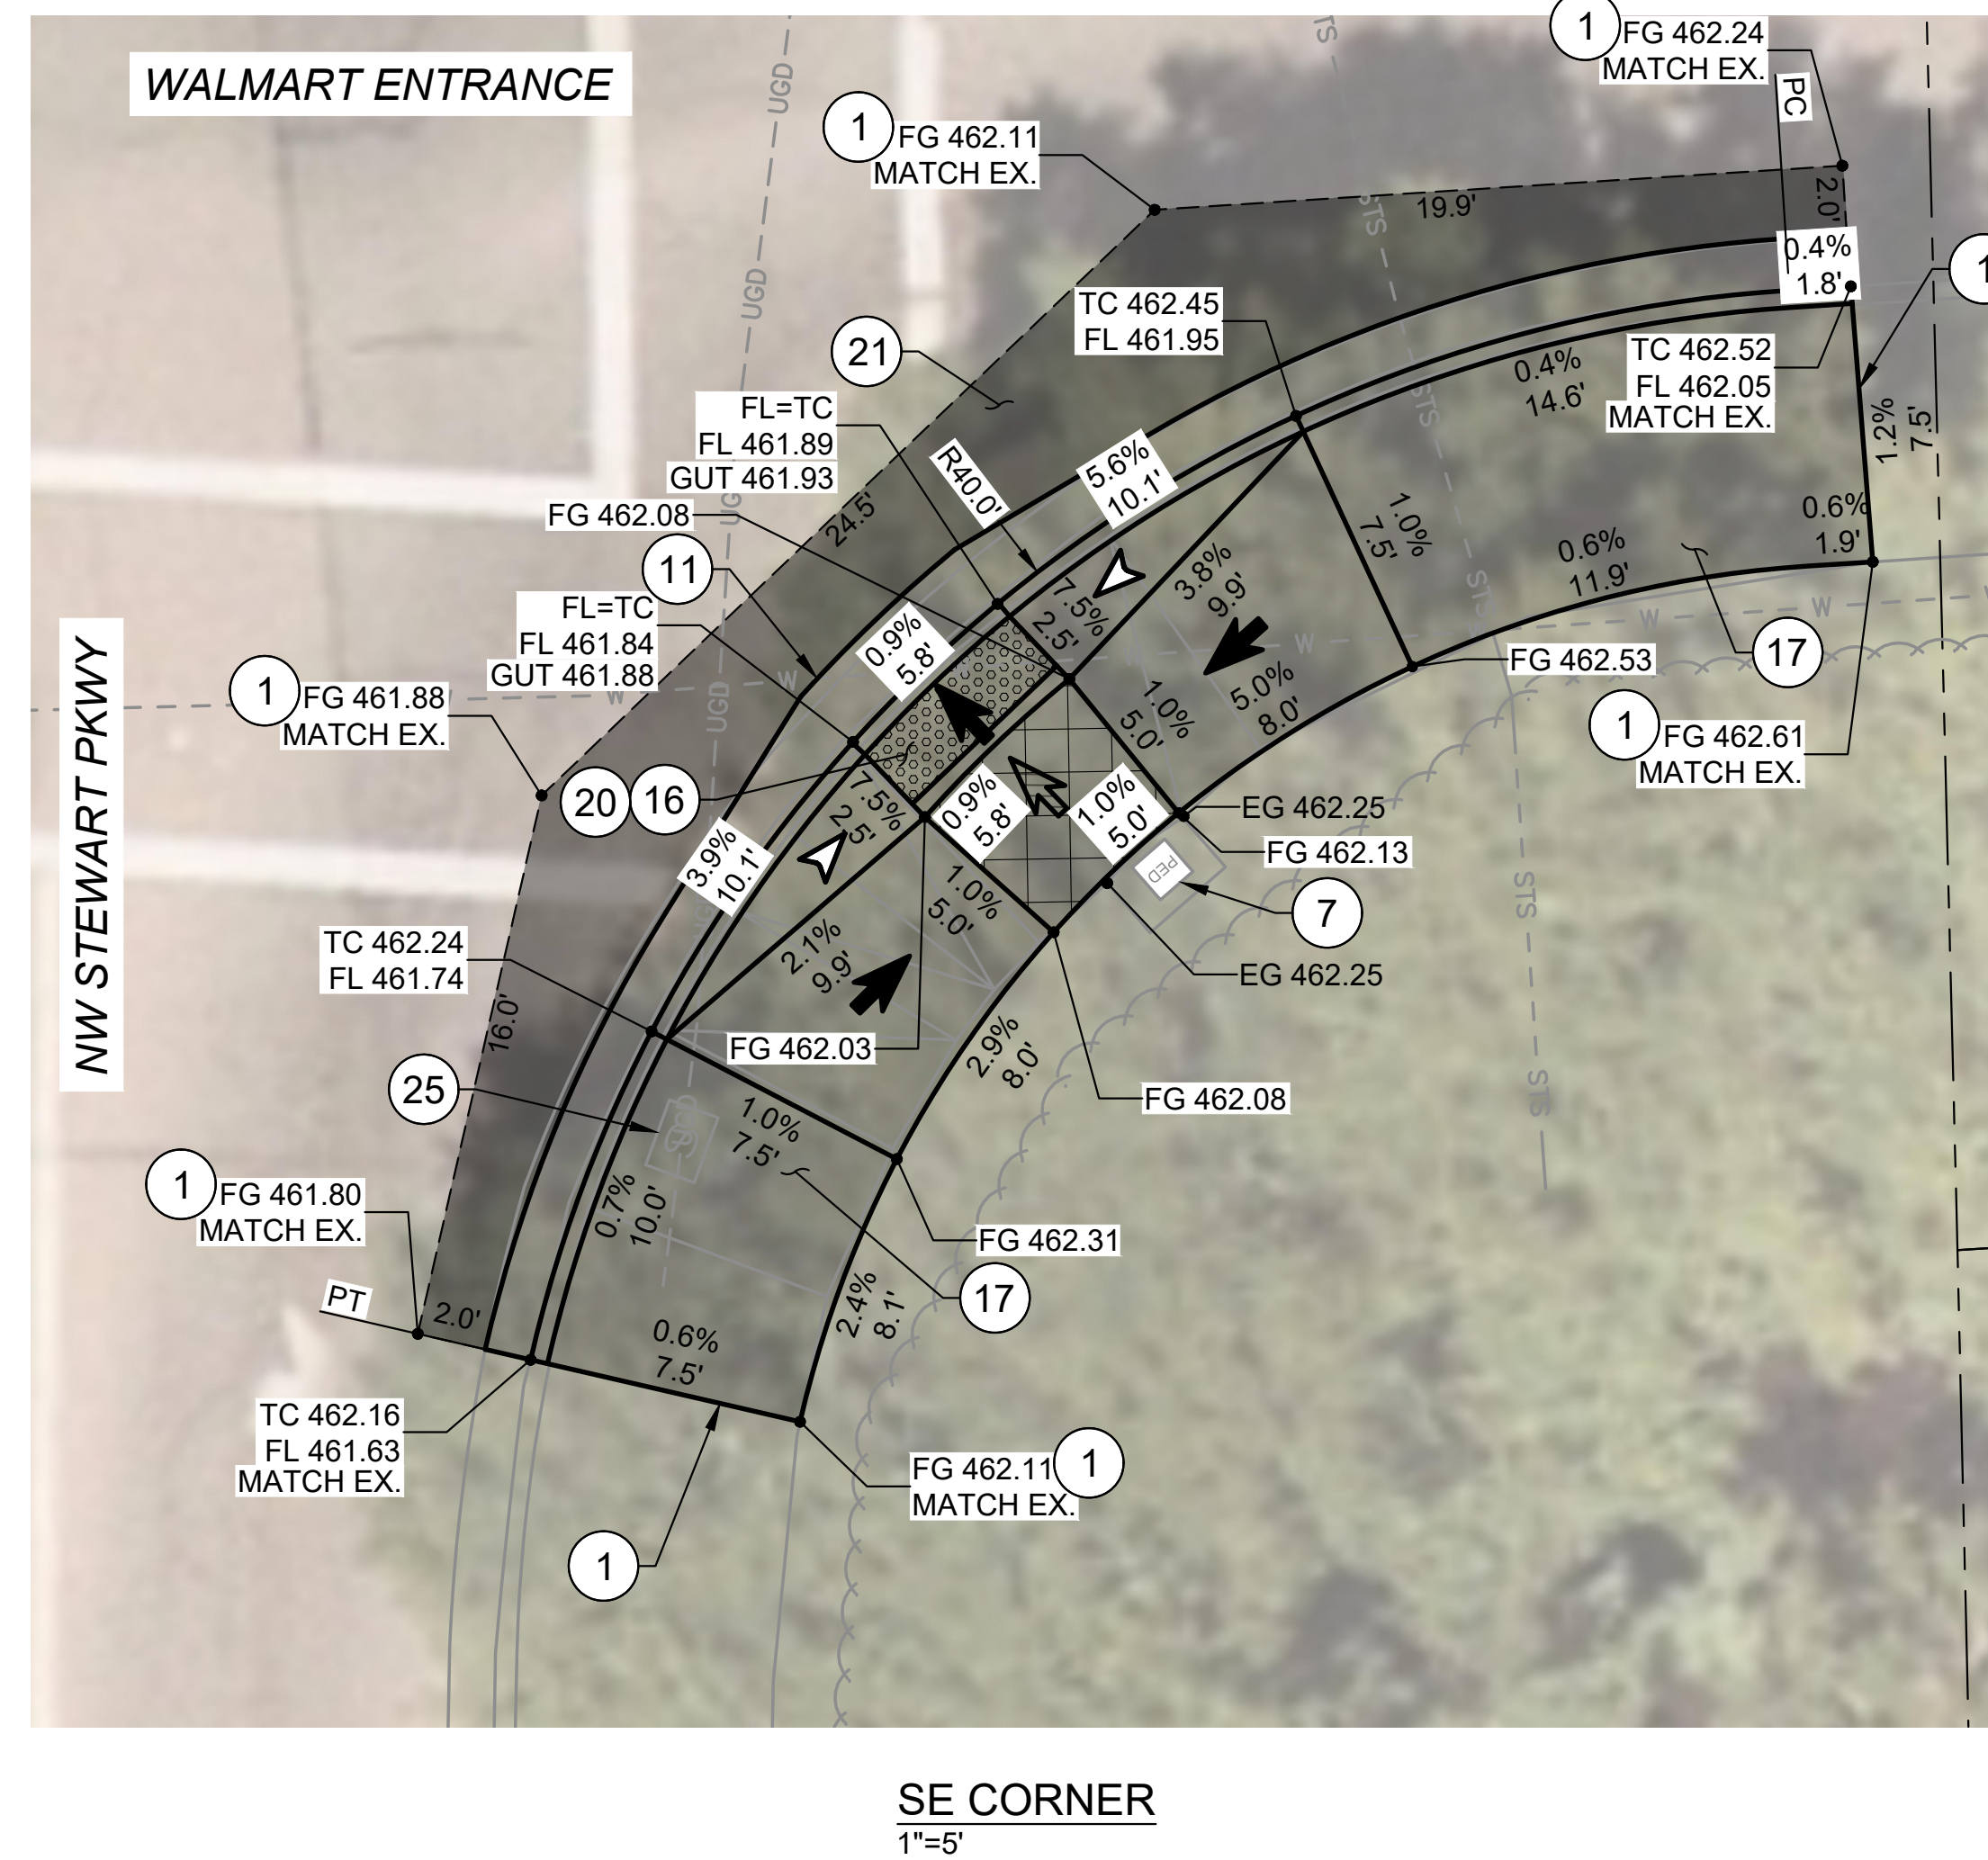 WALMART ENTRANCE
NW STEWART PKWY
UGD
UGD
UGD
STS
STS
STS
STS
STS
STS
1
FG 462.24
MATCH EX.
PC
1
FG 462.11
MATCH EX.
19.9'
2.0'
0.4%
1.8'
1
TC 462.45
FL 461.95
21
0.4%
14.6'
TC 462.52
FL 462.05
MATCH EX.
1.2%
7.5'
FL=TC
FL 461.89
GUT 461.93
R40.0'
5.6%
10.1'
FG 462.08
24.5'
11
1.0%
7.5'
0.6%
1.9'
0.6%
11.9'
3.8%
9.9'
7.5%
2.5'
FL=TC
FL 461.84
GUT 461.88
0.9%
5.8'
W
W
W
W
W
17
FG 462.53
5.0%
8.0'
1.0%
5.0'
1
FG 461.88
MATCH EX.
1
FG 462.61
MATCH EX.
20
16
7.5%
2.5'
0.9%
5.8'
1.0%
5.0'
EG 462.25
FG 462.13
PED
7
3.9%
10.1'
1.0%
5.0'
EG 462.25
2.1%
9.9'
TC 462.24
FL 461.74
16.0'
FG 462.03
2.9%
8.0'
FG 462.08
25
1.0%
7.5'
1
FG 461.80
MATCH EX.
0.7%
10.0'
FG 462.31
17
2.4%
8.1'
PT
2.0'
0.6%
7.5'
TC 462.16
FL 461.63
MATCH EX.
FG 462.11
1
MATCH EX.
1
SE CORNER
1"=5'